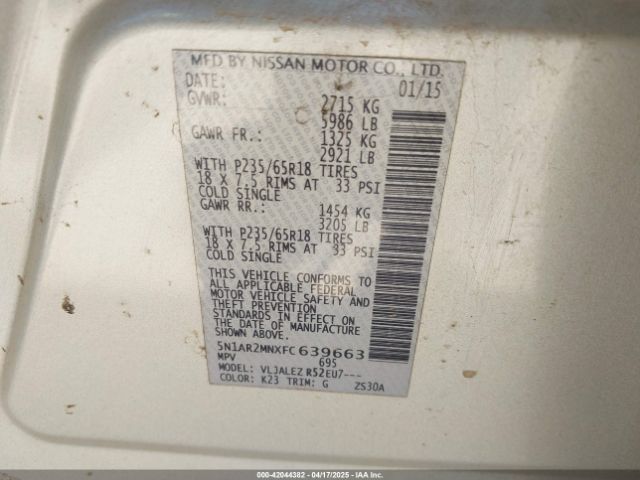 MFD BY NISSAN MOTOR CO., LTD.
DATE: 01/15
GVWR: 2715 KG
5986 LB
GAWR FR.: 1325 KG
2921 LB
WITH P235/65R18 TIRES
18 X 7.5 RIMS AT 33 PSI
COLD SINGLE
GAWR RR.: 1454 KG
3205 LB
WITH P235/65R18 TIRES
18 X 7.5 RIMS AT 33 PSI
COLD SINGLE
THIS VEHICLE CONFORMS TO
ALL APPLICABLE FEDERAL
MOTOR VEHICLE SAFETY AND
THEFT PREVENTION
STANDARDS IN EFFECT ON
THE DATE OF MANUFACTURE
SHOWN ABOVE.
5N1AR2MNXFC 639663
MPV 695
MODEL: VLJALEZ R52EU7---
COLOR: K23 TRIM: G ZS30A
000-42044382 - 04/17/2025 - IAA Inc.